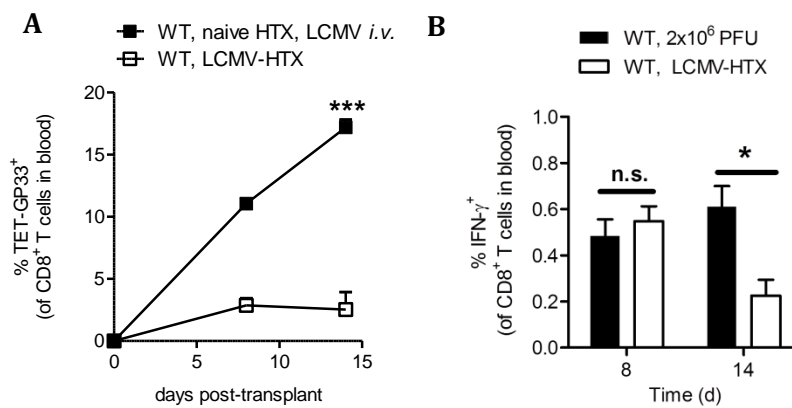 A
WT, naive HTX, LCMV i.v.
WT, LCMV-HTX
% TET-GP33+
(of CD8+ T cells in blood)
20
15
10
5
0
***
0 5 10 15
days post-transplant
B
WT, 2x10⁶ PFU
WT, LCMV-HTX
% IFN-γ+
(of CD8+ T cells in blood)
1.0
0.8
0.6
0.4
0.2
0.0
n.s.
*
8 14
Time (d)